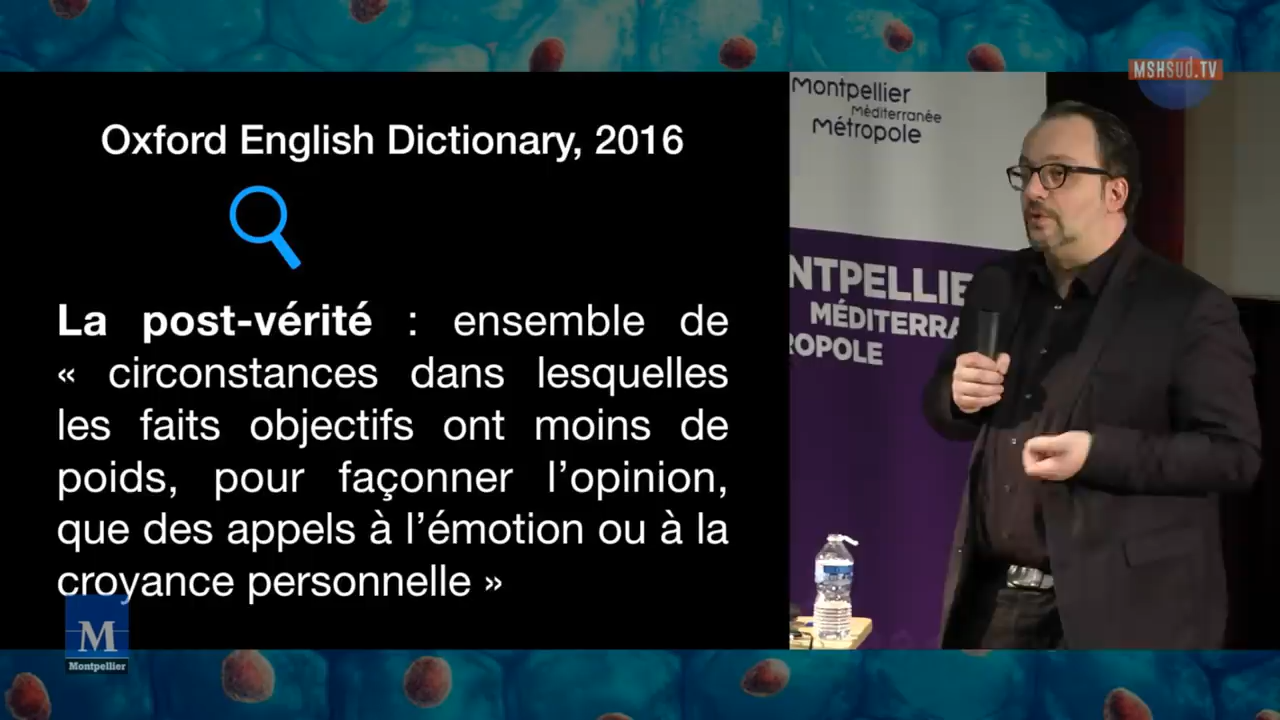 MSHSUD.TV
Oxford English Dictionary, 2016
La post-vérité : ensemble de
« circonstances dans lesquelles
les faits objectifs ont moins de
poids, pour façonner l’opinion,
que des appels à l’émotion ou à la
croyance personnelle »
M
Montpellier
montpellier
Méditerranée
Métropole
NTPELLIE
MÉDITERRA
ROPOLE